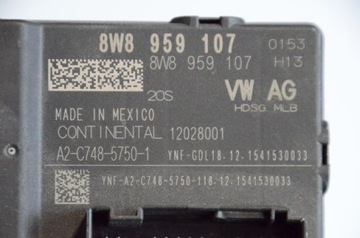 8W8 959 107 0153
8W8 959 107 H13
20S VW AG
HDSG MLB
MADE IN MEXICO
CONTINENTAL 12028001
A2-C748-5750-1 YNF-GDL18.12.1541530033
YNF-A2-C748-5750-118.12.1541530033